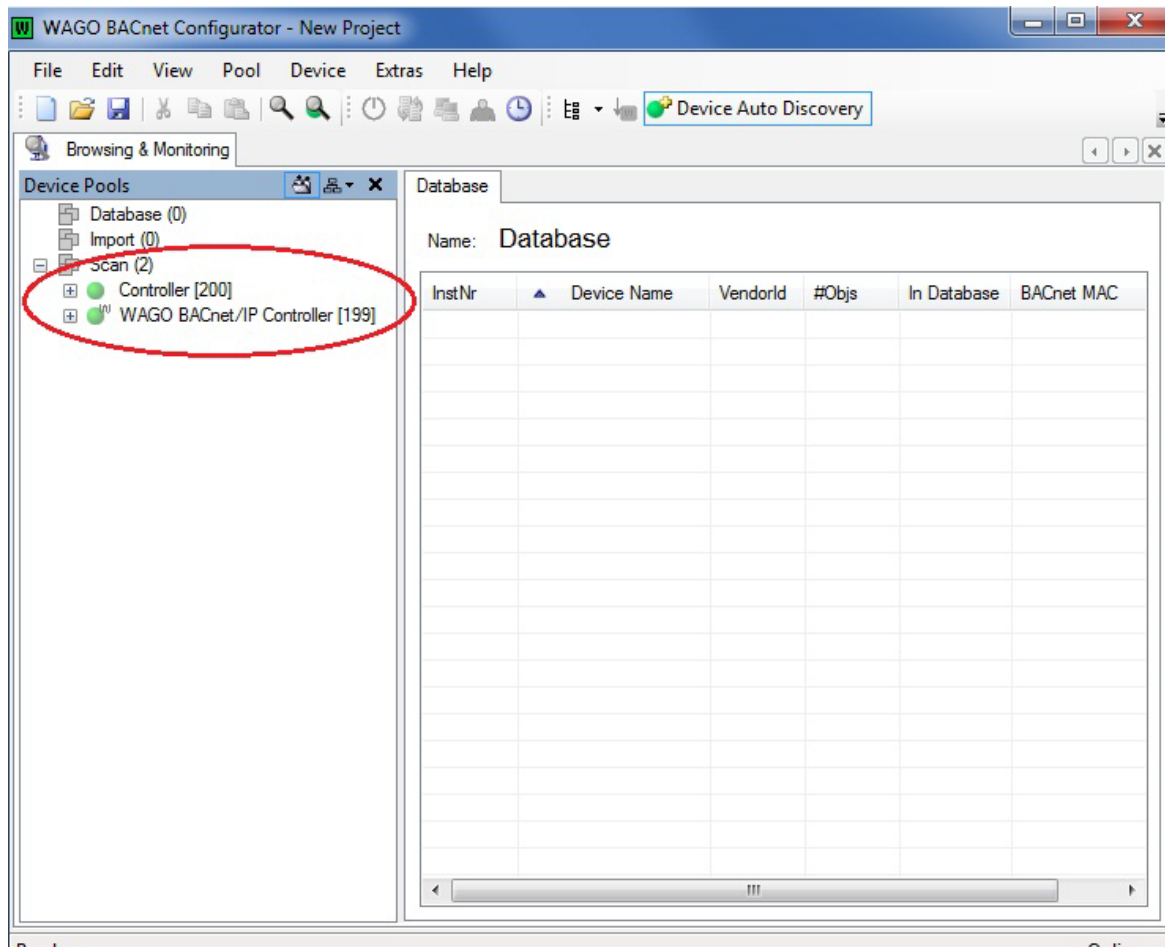 WAGO BACnet Configurator - New Project
File Edit View Pool Device Extras Help
Device Auto Discovery
Browsing & Monitoring
Device Pools
Database
Database (0)
Import (0)
Scan (2)
Controller [200]
WAGO BACnet/IP Controller [199]
Name: Database
InstNr Device Name VendorId #Objs In Database BACnet MAC